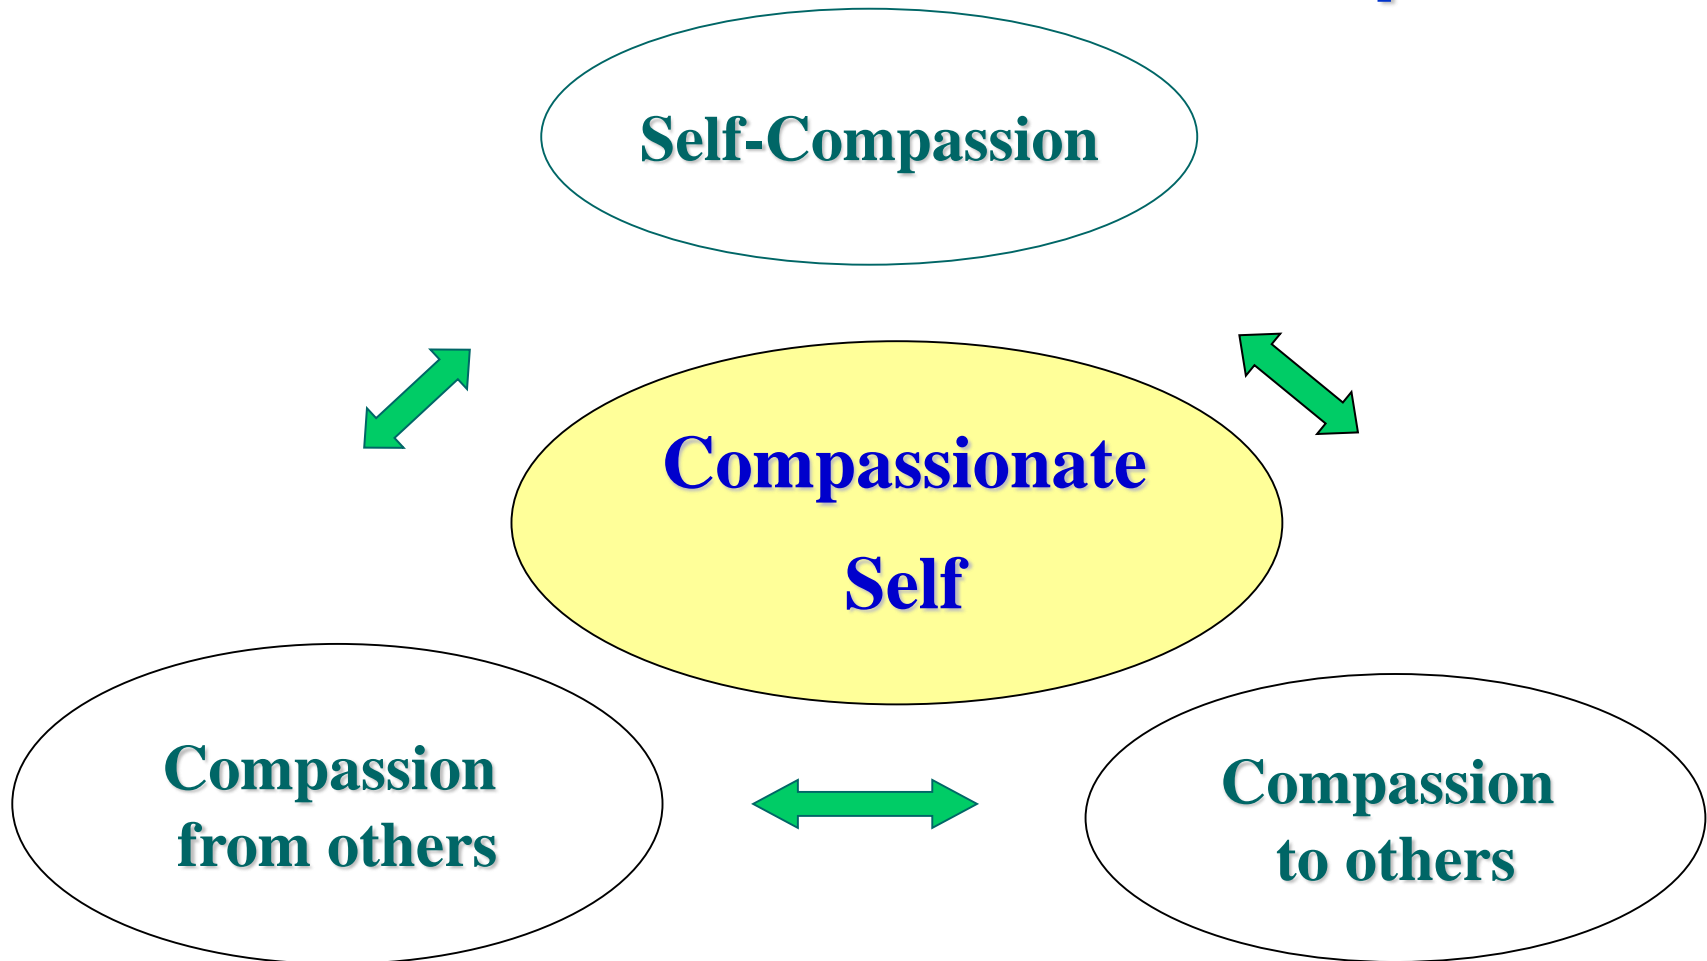 Self-Compassion
Compassionate
Self
Compassion
from others
Compassion
to others